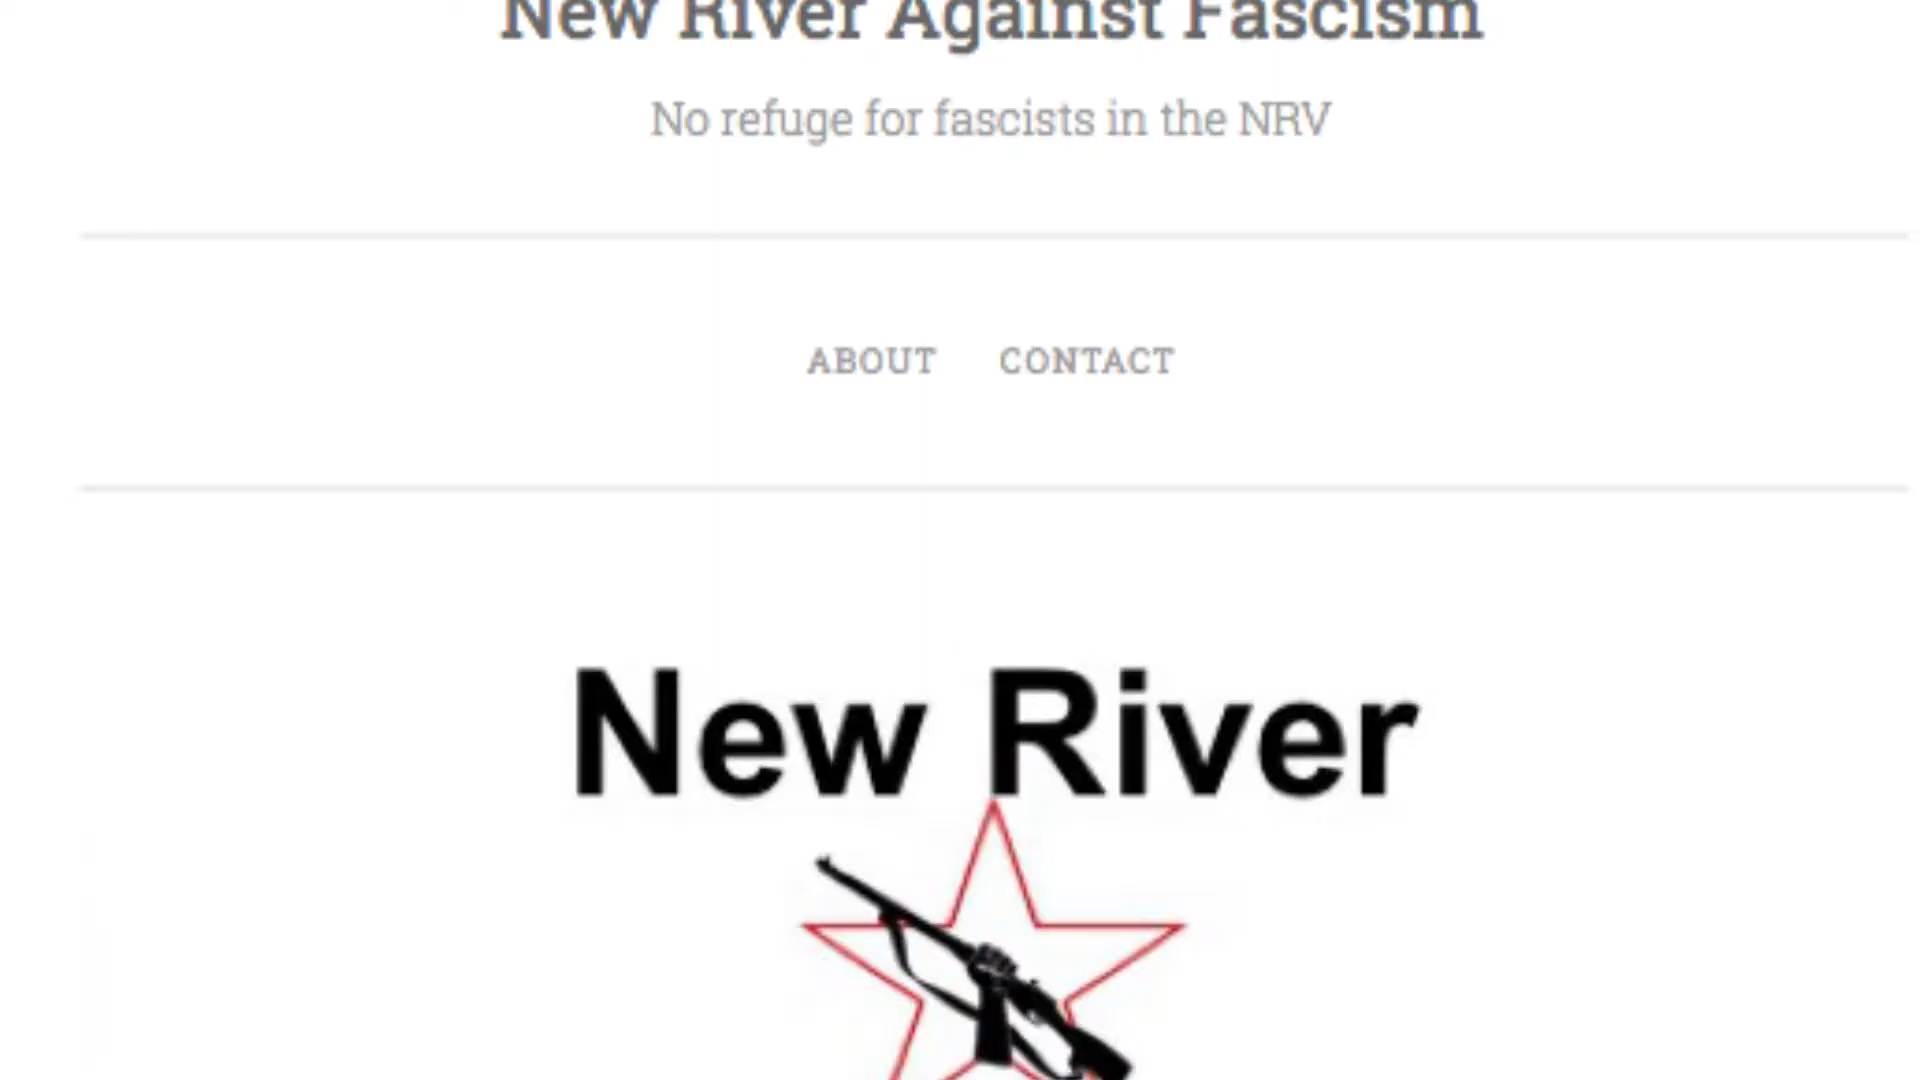 New River Against Fascism
No refuge for fascists in the NRV
ABOUT CONTACT
New River